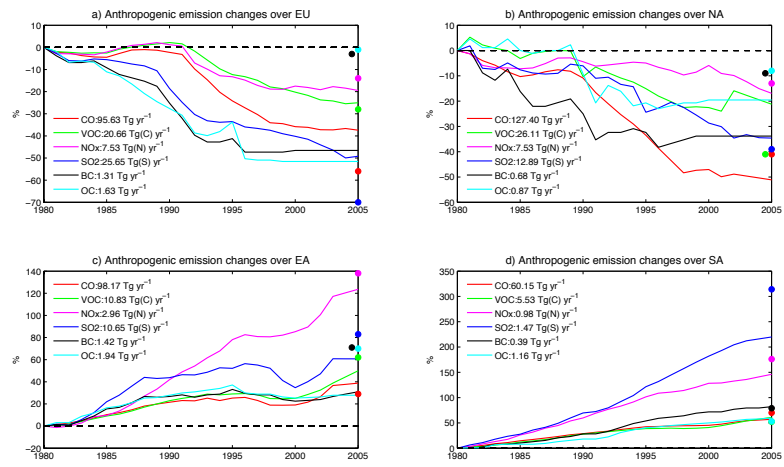 a) Anthropogenic emission changes over EU
10
0
−10
−20
−30
−40
−50
−60
−70
%
CO:95.63 Tg yr−1
VOC:20.66 Tg(C) yr−1
NOx:7.53 Tg(N) yr−1
SO2:25.65 Tg(S) yr−1
BC:1.31 Tg yr−1
OC:1.63 Tg yr−1
1980 1985 1990 1995 2000 2005
b) Anthropogenic emission changes over NA
10
0
−10
−20
−30
−40
−50
−60
%
CO:127.40 Tg yr−1
VOC:26.11 Tg(C) yr−1
NOx:7.53 Tg(N) yr−1
SO2:12.89 Tg(S) yr−1
BC:0.68 Tg yr−1
OC:0.87 Tg yr−1
1980 1985 1990 1995 2000 2005
c) Anthropogenic emission changes over EA
140
120
100
80
60
40
20
0
−20
%
CO:98.17 Tg yr−1
VOC:10.83 Tg(C) yr−1
NOx:2.96 Tg(N) yr−1
SO2:10.65 Tg(S) yr−1
BC:1.42 Tg yr−1
OC:1.94 Tg yr−1
1980 1985 1990 1995 2000 2005
d) Anthropogenic emission changes over SA
350
300
250
200
150
100
50
0
%
CO:60.15 Tg yr−1
VOC:5.53 Tg(C) yr−1
NOx:0.98 Tg(N) yr−1
SO2:1.47 Tg(S) yr−1
BC:0.39 Tg yr−1
OC:1.16 Tg yr−1
1980 1985 1990 1995 2000 2005